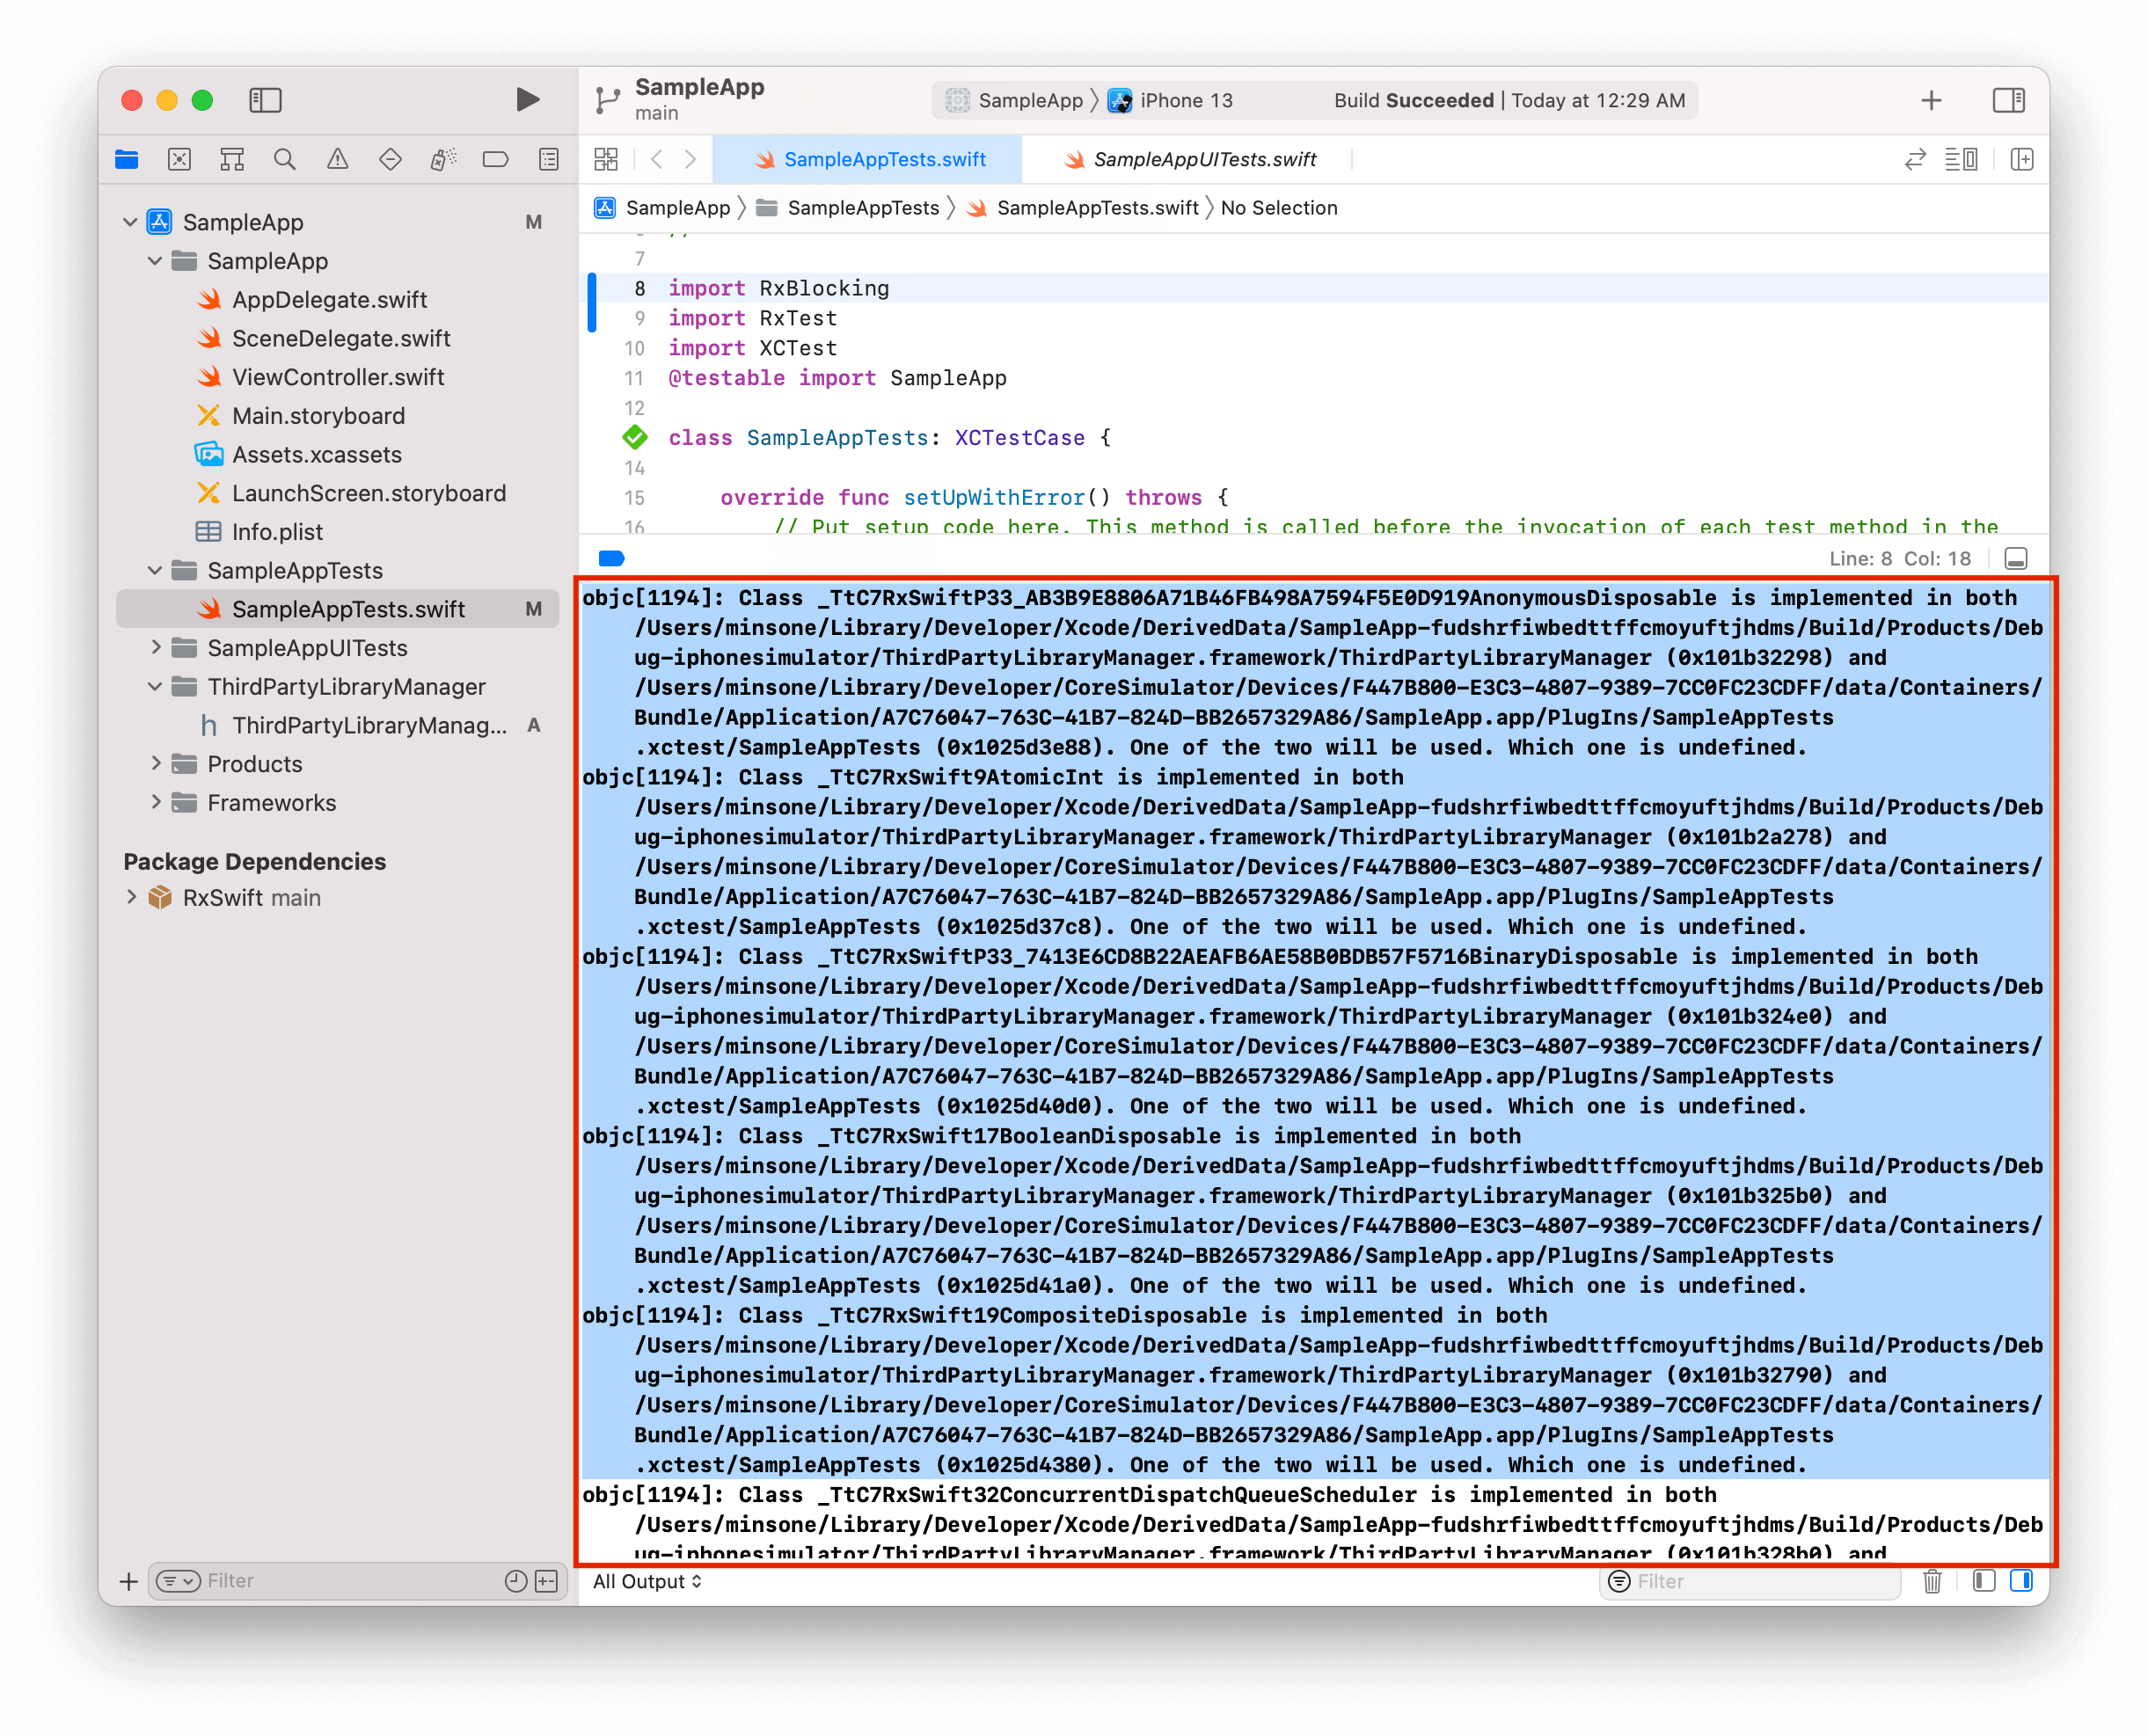 SampleApp
main
SampleApp
iPhone 13
Build Succeeded | Today at 12:29 AM
SampleAppTests.swift
SampleAppUITests.swift
SampleApp
SampleAppTests
SampleAppTests.swift
No Selection
SampleApp M
SampleApp
AppDelegate.swift
SceneDelegate.swift
ViewController.swift
Main.storyboard
Assets.xcassets
LaunchScreen.storyboard
Info.plist
SampleAppTests
SampleAppTests.swift M
SampleAppUITests
ThirdPartyLibraryManager
h ThirdPartyLibraryManag... A
Products
Frameworks
Package Dependencies
RxSwift main
Filter
//
7
8 import RxBlocking
9 import RxTest
10 import XCTest
11 @testable import SampleApp
12
class SampleAppTests: XCTestCase {
14
15 override func setUpWithError() throws {
16 // Put setup code here. This method is called before the invocation of each test method in the
Line: 8 Col: 18
objc[1194]: Class _TtC7RxSwiftP33_AB3B9E8806A71B46FB498A7594F5E0D919AnonymousDisposable is implemented in both
/Users/minsone/Library/Developer/Xcode/DerivedData/SampleApp-fudshrfiwbedttffcmoyuftjhdms/Build/Products/Deb
ug-iphonesimulator/ThirdPartyLibraryManager.framework/ThirdPartyLibraryManager (0x101b32298) and
/Users/minsone/Library/Developer/CoreSimulator/Devices/F447B800-E3C3-4807-9389-7CC0FC23CDFF/data/Containers/
Bundle/Application/A7C76047-763C-41B7-824D-BB2657329A86/SampleApp.app/PlugIns/SampleAppTests
.xctest/SampleAppTests (0x1025d3e88). One of the two will be used. Which one is undefined.
objc[1194]: Class _TtC7RxSwift9AtomicInt is implemented in both
/Users/minsone/Library/Developer/Xcode/DerivedData/SampleApp-fudshrfiwbedttffcmoyuftjhdms/Build/Products/Deb
ug-iphonesimulator/ThirdPartyLibraryManager.framework/ThirdPartyLibraryManager (0x101b2a278) and
/Users/minsone/Library/Developer/CoreSimulator/Devices/F447B800-E3C3-4807-9389-7CC0FC23CDFF/data/Containers/
Bundle/Application/A7C76047-763C-41B7-824D-BB2657329A86/SampleApp.app/PlugIns/SampleAppTests
.xctest/SampleAppTests (0x1025d37c8). One of the two will be used. Which one is undefined.
objc[1194]: Class _TtC7RxSwiftP33_7413E6CD8B22AEAFB6AE58B0BDB57F5716BinaryDisposable is implemented in both
/Users/minsone/Library/Developer/Xcode/DerivedData/SampleApp-fudshrfiwbedttffcmoyuftjhdms/Build/Products/Deb
ug-iphonesimulator/ThirdPartyLibraryManager.framework/ThirdPartyLibraryManager (0x101b324e0) and
/Users/minsone/Library/Developer/CoreSimulator/Devices/F447B800-E3C3-4807-9389-7CC0FC23CDFF/data/Containers/
Bundle/Application/A7C76047-763C-41B7-824D-BB2657329A86/SampleApp.app/PlugIns/SampleAppTests
.xctest/SampleAppTests (0x1025d40d0). One of the two will be used. Which one is undefined.
objc[1194]: Class _TtC7RxSwift17BooleanDisposable is implemented in both
/Users/minsone/Library/Developer/Xcode/DerivedData/SampleApp-fudshrfiwbedttffcmoyuftjhdms/Build/Products/Deb
ug-iphonesimulator/ThirdPartyLibraryManager.framework/ThirdPartyLibraryManager (0x101b325b0) and
/Users/minsone/Library/Developer/CoreSimulator/Devices/F447B800-E3C3-4807-9389-7CC0FC23CDFF/data/Containers/
Bundle/Application/A7C76047-763C-41B7-824D-BB2657329A86/SampleApp.app/PlugIns/SampleAppTests
.xctest/SampleAppTests (0x1025d41a0). One of the two will be used. Which one is undefined.
objc[1194]: Class _TtC7RxSwift19CompositeDisposable is implemented in both
/Users/minsone/Library/Developer/Xcode/DerivedData/SampleApp-fudshrfiwbedttffcmoyuftjhdms/Build/Products/Deb
ug-iphonesimulator/ThirdPartyLibraryManager.framework/ThirdPartyLibraryManager (0x101b32790) and
/Users/minsone/Library/Developer/CoreSimulator/Devices/F447B800-E3C3-4807-9389-7CC0FC23CDFF/data/Containers/
Bundle/Application/A7C76047-763C-41B7-824D-BB2657329A86/SampleApp.app/PlugIns/SampleAppTests
.xctest/SampleAppTests (0x1025d4380). One of the two will be used. Which one is undefined.
objc[1194]: Class _TtC7RxSwift32ConcurrentDispatchQueueScheduler is implemented in both
/Users/minsone/Library/Developer/Xcode/DerivedData/SampleApp-fudshrfiwbedttffcmoyuftjhdms/Build/Products/Deb
ug-iphonesimulator/ThirdPartyLibraryManager.framework/ThirdPartyLibraryManager (0x101b328b0) and
All Output
Filter